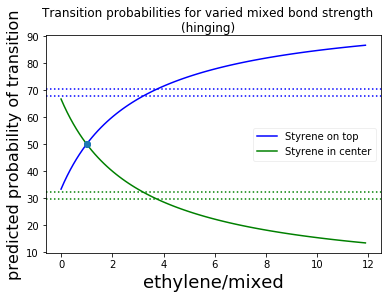 Transition probabilities for varied mixed bond strength
(hinging)
predicted probability of transition
90
80
70
60
50
40
30
20
10
Styrene on top
Styrene in center
0 2 4 6 8 10 12
ethylene/mixed